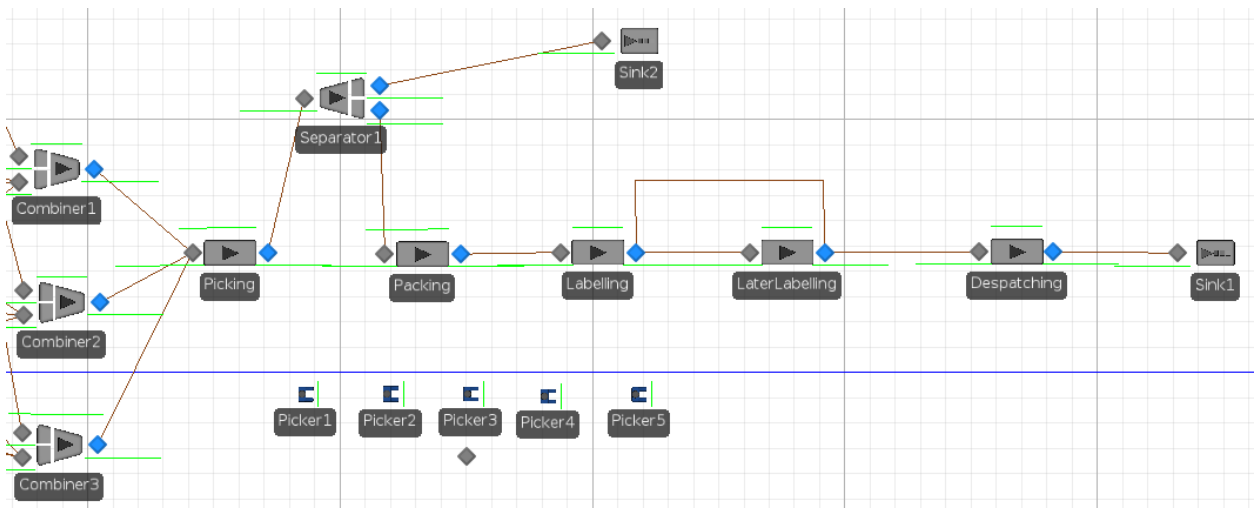 Sink2
Separator1
Combiner1
Picking
Packing
Labelling
LaterLabelling
Despatching
Sink1
Combiner2
Picker1
Picker2
Picker3
Picker4
Picker5
Combiner3